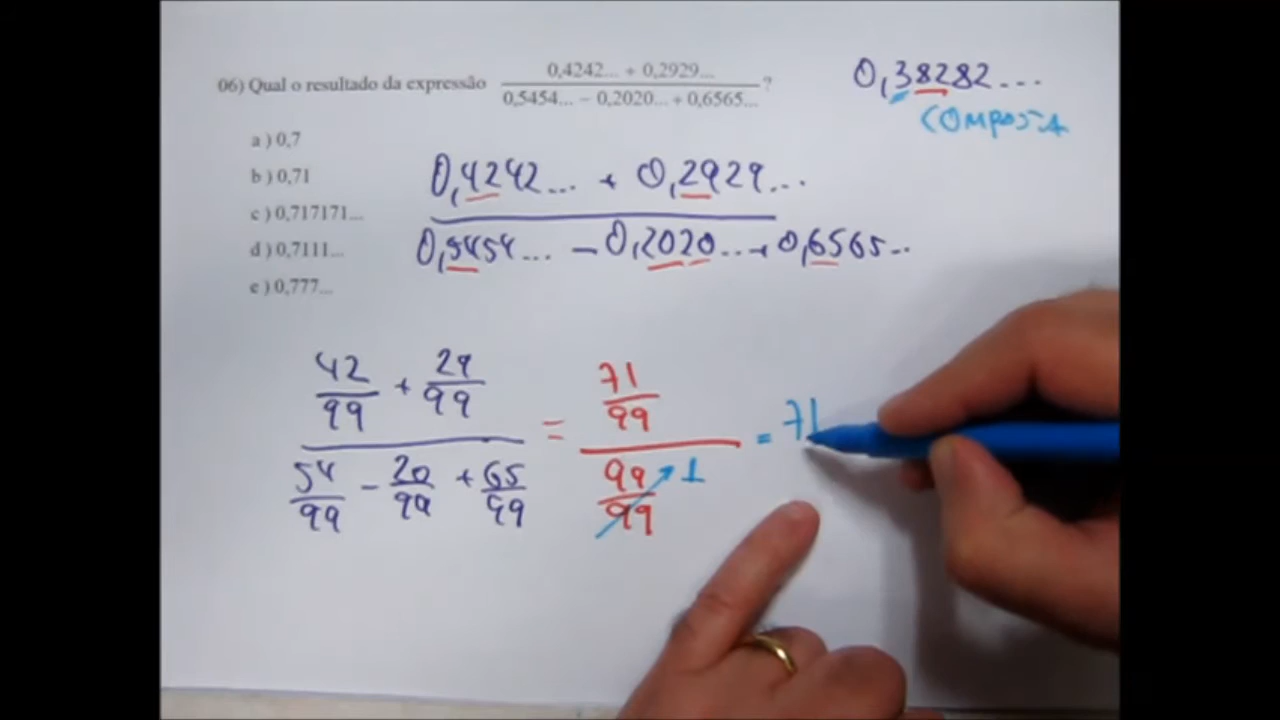 06) Qual o resultado da expressão
0,4242... + 0,2929...
0,5454... − 0,2020... + 0,6565...
?
a ) 0,7
b ) 0,71
c ) 0,717171...
d ) 0,7111...
e ) 0,777...
0,38282...
COMPOSTA
0,4242... + 0,2929...
0,5454... − 0,2020... + 0,6565...
42/99 + 29/99
54/99 − 20/99 + 65/99
=
71/99
99/99
1
= 71